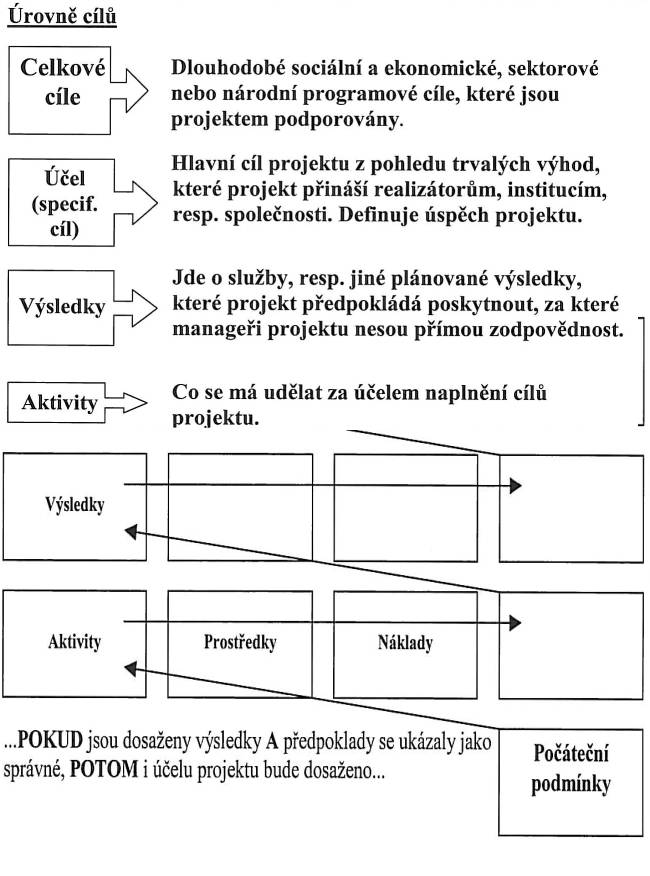 Úrovně cílů
Celkové
cíle
Dlouhodobé sociální a ekonomické, sektorové
nebo národní programové cíle, které jsou
projektem podporovány.
Účel
(specif.
cíl)
Hlavní cíl projektu z pohledu trvalých výhod,
které projekt přináší realizátorům, institucím,
resp. společnosti. Definuje úspěch projektu.
Výsledky
Jde o služby, resp. jiné plánované výsledky,
které projekt předpokládá poskytnout, za které
manageři projektu nesou přímou zodpovědnost.
Aktivity
Co se má udělat za účelem naplnění cílů
projektu.
Výsledky
Aktivity
Prostředky
Náklady
...POKUD jsou dosaženy výsledky A předpoklady se ukázaly jako
správné, POTOM i účelu projektu bude dosaženo...
Počáteční
podmínky